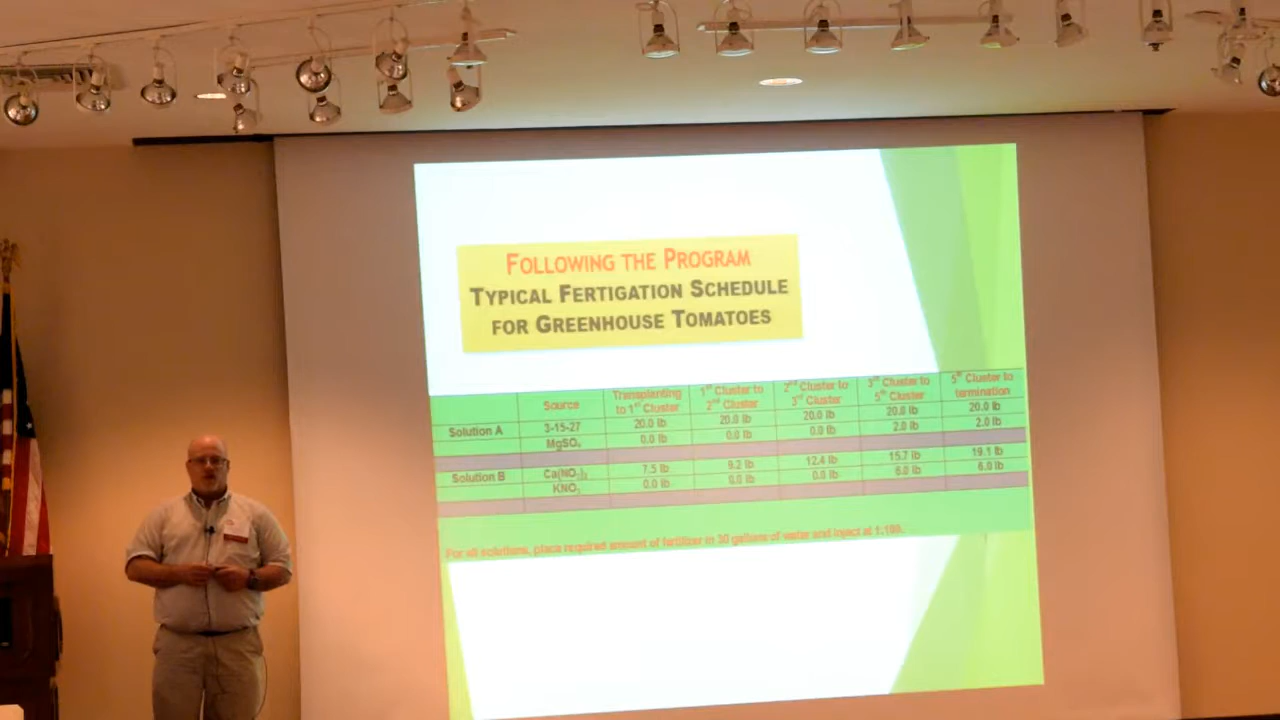 FOLLOWING THE PROGRAM
TYPICAL FERTIGATION SCHEDULE
FOR GREENHOUSE TOMATOES
Source Transplanting to 1st Cluster 1st Cluster to 2nd Cluster 2nd Cluster to 3rd Cluster 3rd Cluster to 5th Cluster 5th Cluster to termination
Solution A 3-15-27 20.0 lb 20.0 lb 20.0 lb 20.0 lb 20.0 lb
MgSO4 0.0 lb 0.0 lb 0.0 lb 2.0 lb 2.0 lb
Solution B Ca(NO3)2 7.5 lb 9.2 lb 12.4 lb 15.7 lb 19.1 lb
KNO3 0.0 lb 0.0 lb 0.0 lb 6.0 lb 6.0 lb
For all solutions, place required amount of fertilizer in 30 gallons of water and inject at 1:100.